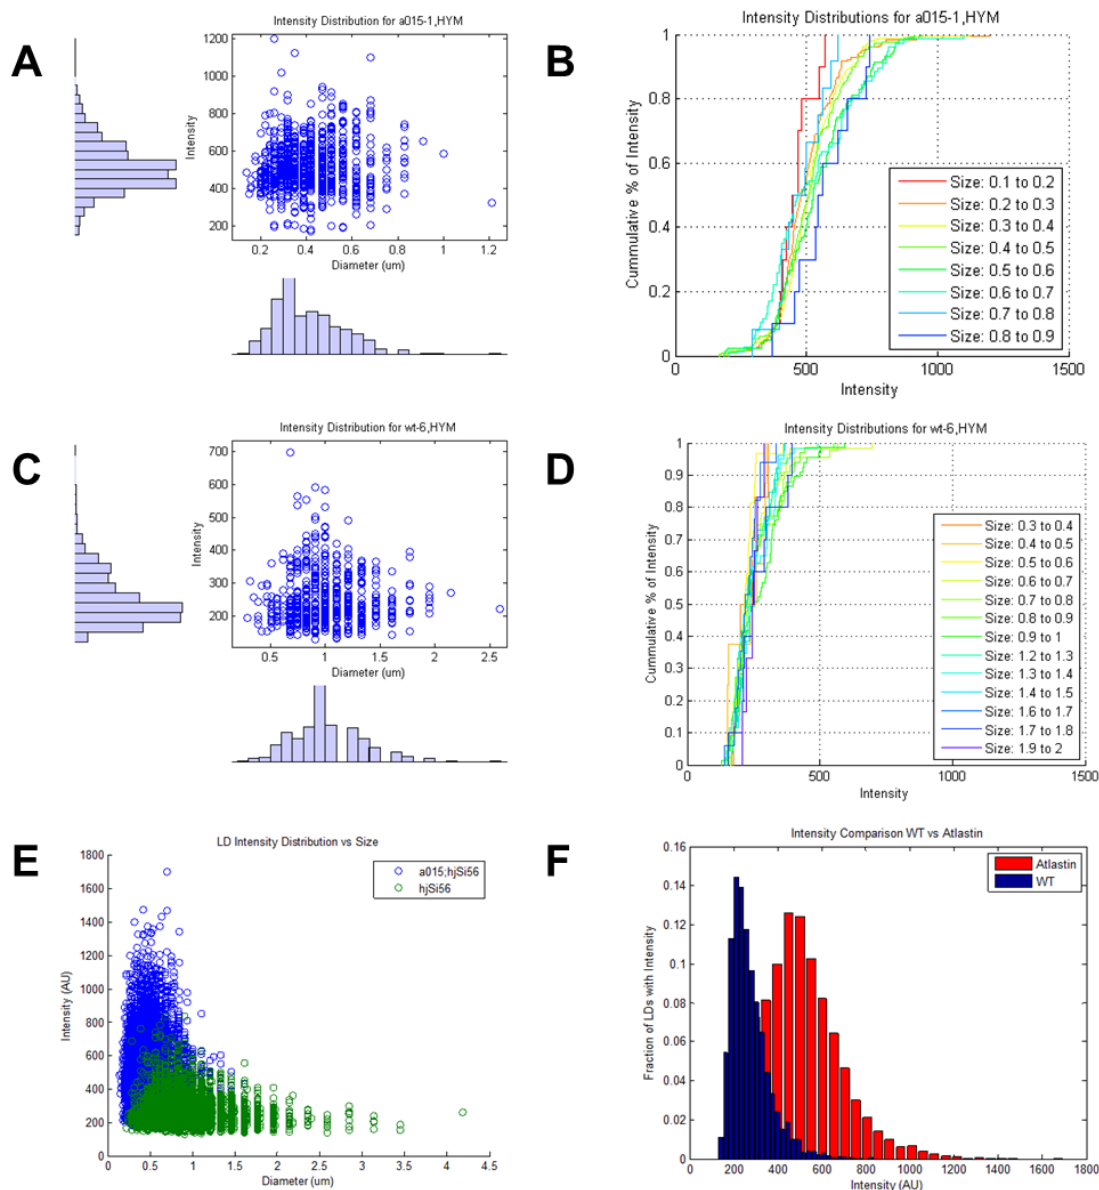 A
Intensity Distribution for a015-1,HYM
1200
1000
800
600
400
200
Intensity
0.2 0.4 0.6 0.8 1 1.2
Diameter (um)
B
Intensity Distributions for a015-1,HYM
1
0.8
0.6
0.4
0.2
0
Cummulative % of Intensity
Size: 0.1 to 0.2
Size: 0.2 to 0.3
Size: 0.3 to 0.4
Size: 0.4 to 0.5
Size: 0.5 to 0.6
Size: 0.6 to 0.7
Size: 0.7 to 0.8
Size: 0.8 to 0.9
0 500 1000 1500
Intensity
C
Intensity Distribution for wt-6,HYM
700
600
500
400
300
200
Intensity
0.5 1.0 1.5 2.0 2.5
Diameter (um)
D
Intensity Distributions for wt-6,HYM
1
0.9
0.8
0.7
0.6
0.5
0.4
0.3
0.2
0.1
0
Cummulative % of Intensity
Size: 0.3 to 0.4
Size: 0.4 to 0.5
Size: 0.5 to 0.6
Size: 0.6 to 0.7
Size: 0.7 to 0.8
Size: 0.8 to 0.9
Size: 0.9 to 1
Size: 1.2 to 1.3
Size: 1.3 to 1.4
Size: 1.4 to 1.5
Size: 1.6 to 1.7
Size: 1.7 to 1.8
Size: 1.9 to 2
0 500 1000 1500
Intensity
E
LD Intensity Distribution vs Size
1800
1600
1400
1200
1000
800
600
400
200
0
Intensity (AU)
a015;hjSi56
hjSi56
0 0.5 1 1.5 2 2.5 3 3.5 4 4.5
Diameter (um)
F
Intensity Comparison WT vs Atlastin
0.16
0.14
0.12
0.1
0.08
0.06
0.04
0.02
0
Fraction of LDs with Intensity
Atlastin
WT
200 400 600 800 1000 1200 1400 1600 1800
Intensity (AU)